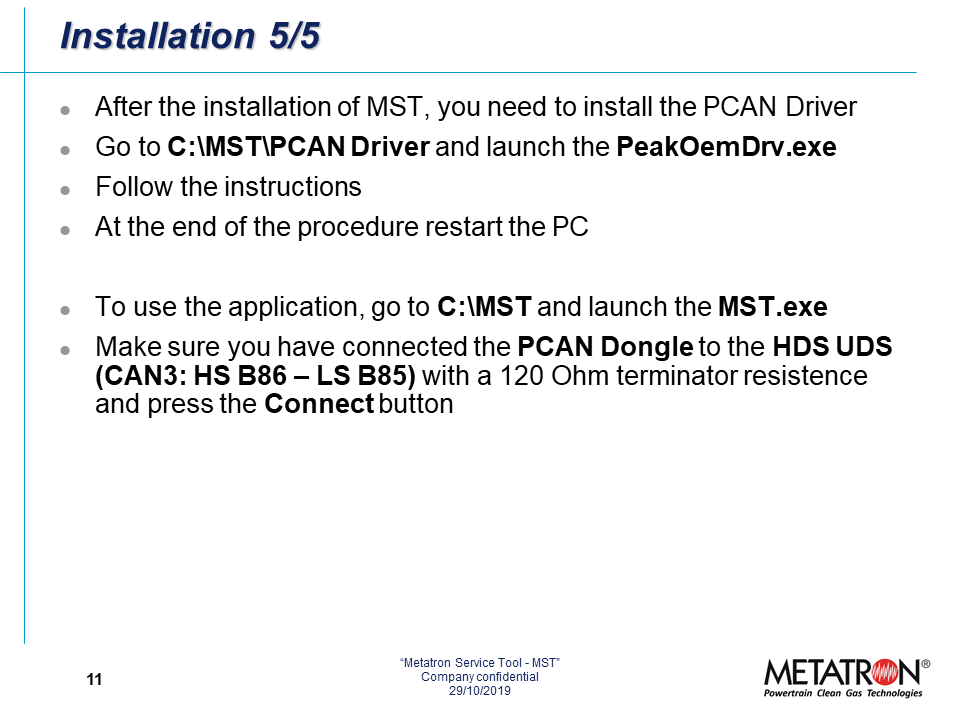 Installation 5/5
After the installation of MST, you need to install the PCAN Driver
Go to C:\MST\PCAN Driver and launch the PeakOemDrv.exe
Follow the instructions
At the end of the procedure restart the PC
To use the application, go to C:\MST and launch the MST.exe
Make sure you have connected the PCAN Dongle to the HDS UDS
(CAN3: HS B86 – LS B85) with a 120 Ohm terminator resistence
and press the Connect button
11
“Metatron Service Tool - MST”
Company confidential
29/10/2019
METATRON®
Powertrain Clean Gas Technologies